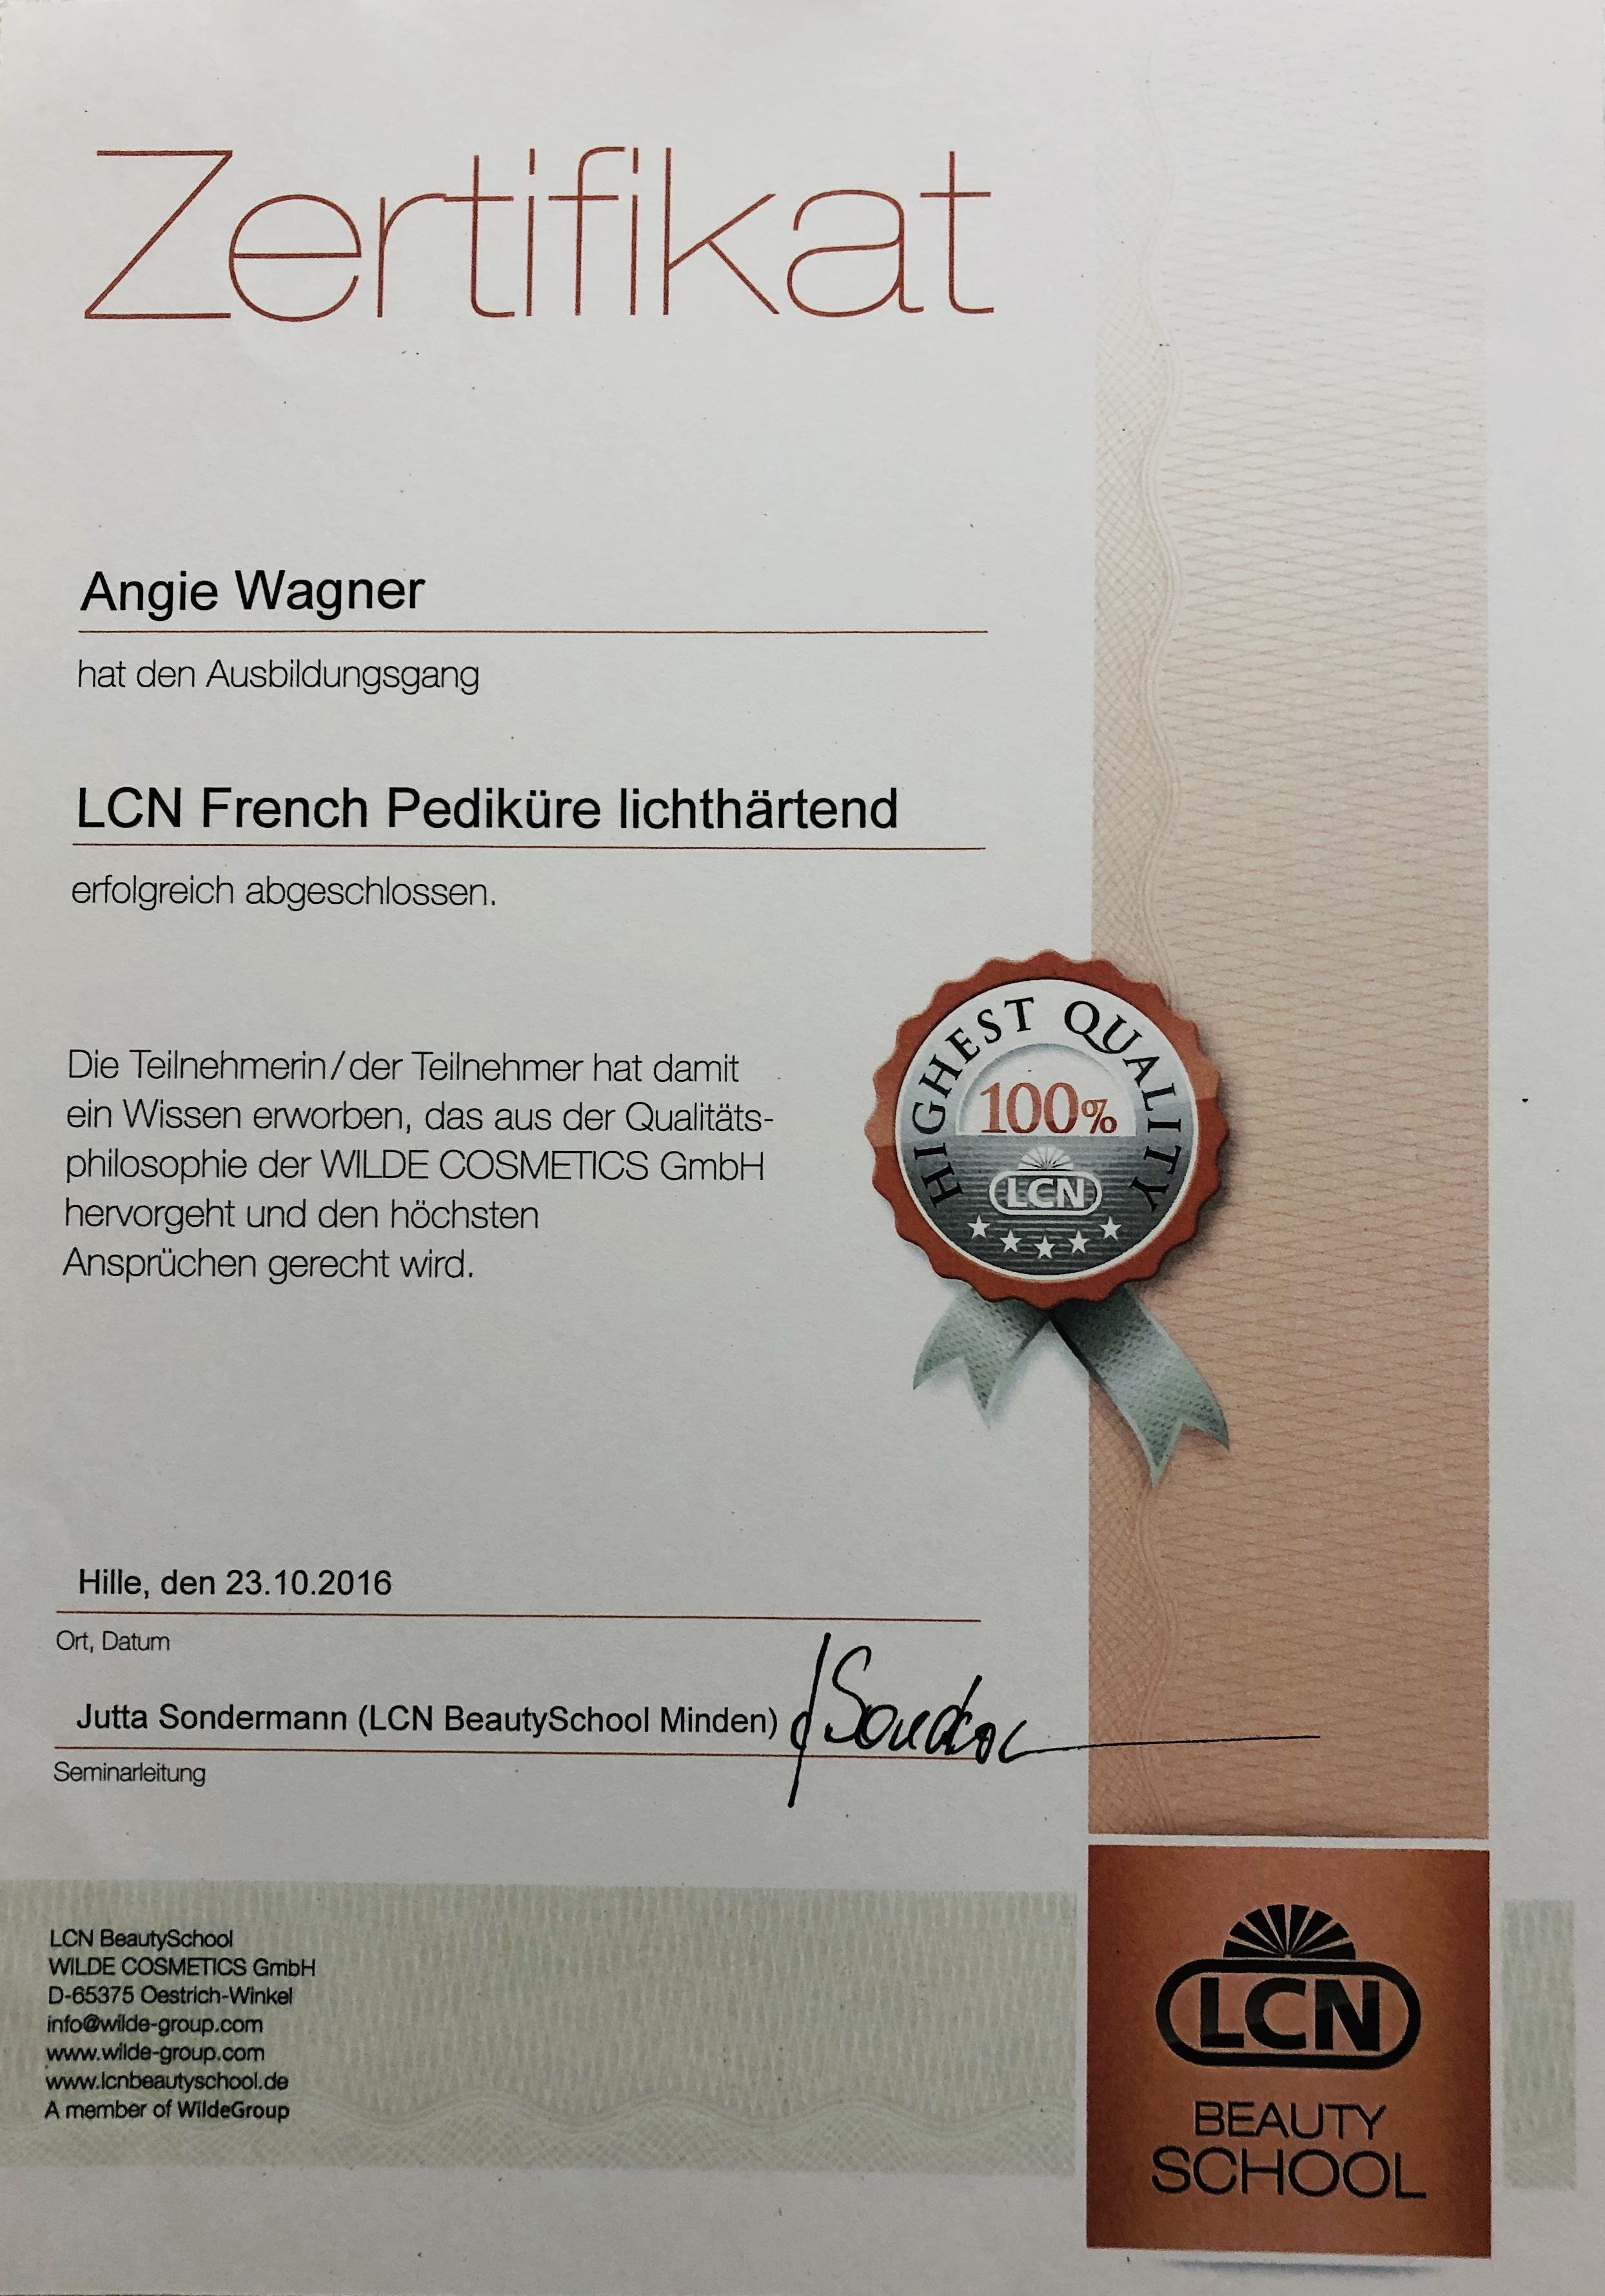 Zertifikat
Angie Wagner
hat den Ausbildungsgang
LCN French Pediküre lichthärtend
erfolgreich abgeschlossen.
Die Teilnehmerin/der Teilnehmer hat damit
ein Wissen erworben, das aus der Qualitäts-
philosophie der WILDE COSMETICS GmbH
hervorgeht und den höchsten
Ansprüchen gerecht wird.
HIGHEST QUALITY
100%
LCN
Hille, den 23.10.2016
Ort, Datum
Jutta Sondermann (LCN BeautySchool Minden)
Seminarleitung
LCN BeautySchool
WILDE COSMETICS GmbH
D-65375 Oestrich-Winkel
info@wilde-group.com
www.wilde-group.com
www.lcnbeautyschool.de
A member of WildeGroup
LCN
BEAUTY
SCHOOL